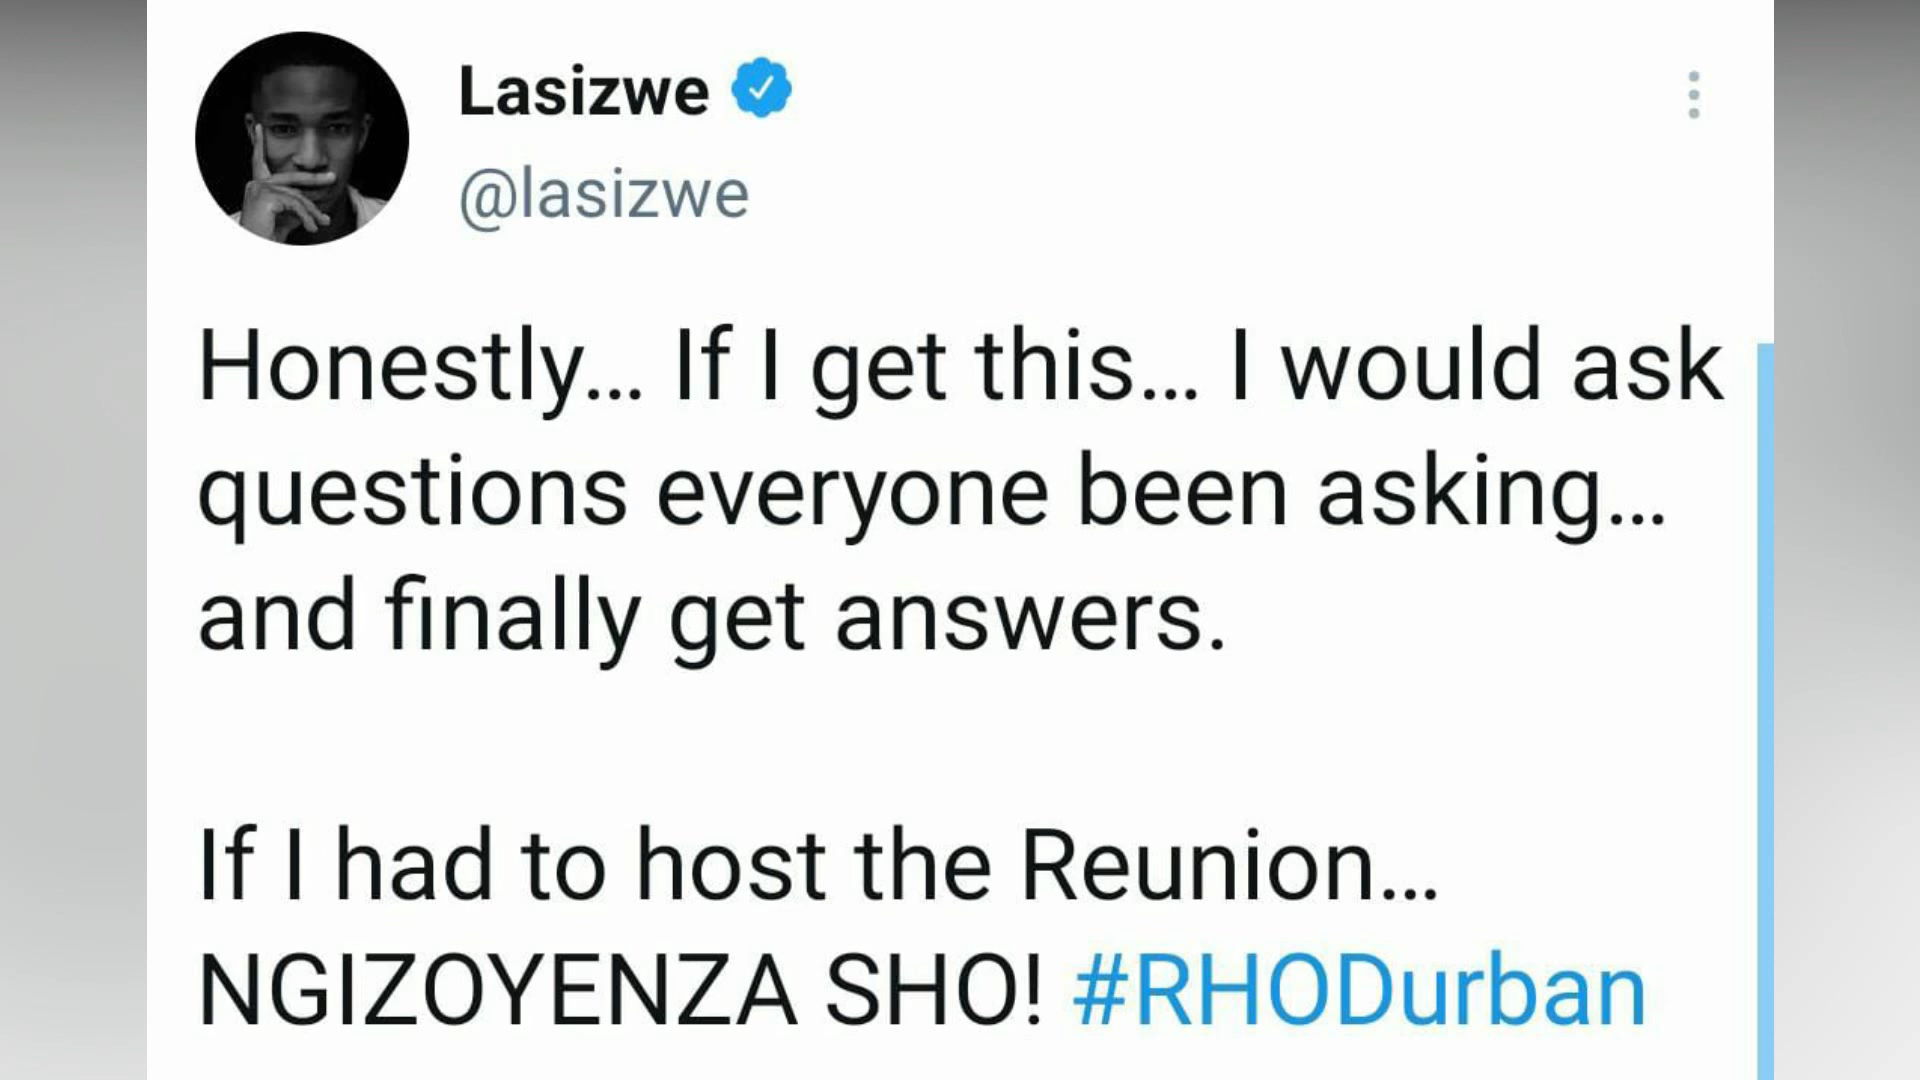 Lasizwe
@lasizwe
Honestly... If I get this... I would ask
questions everyone been asking...
and finally get answers.
If I had to host the Reunion...
NGIZOYENZA SHO! #RHODurban